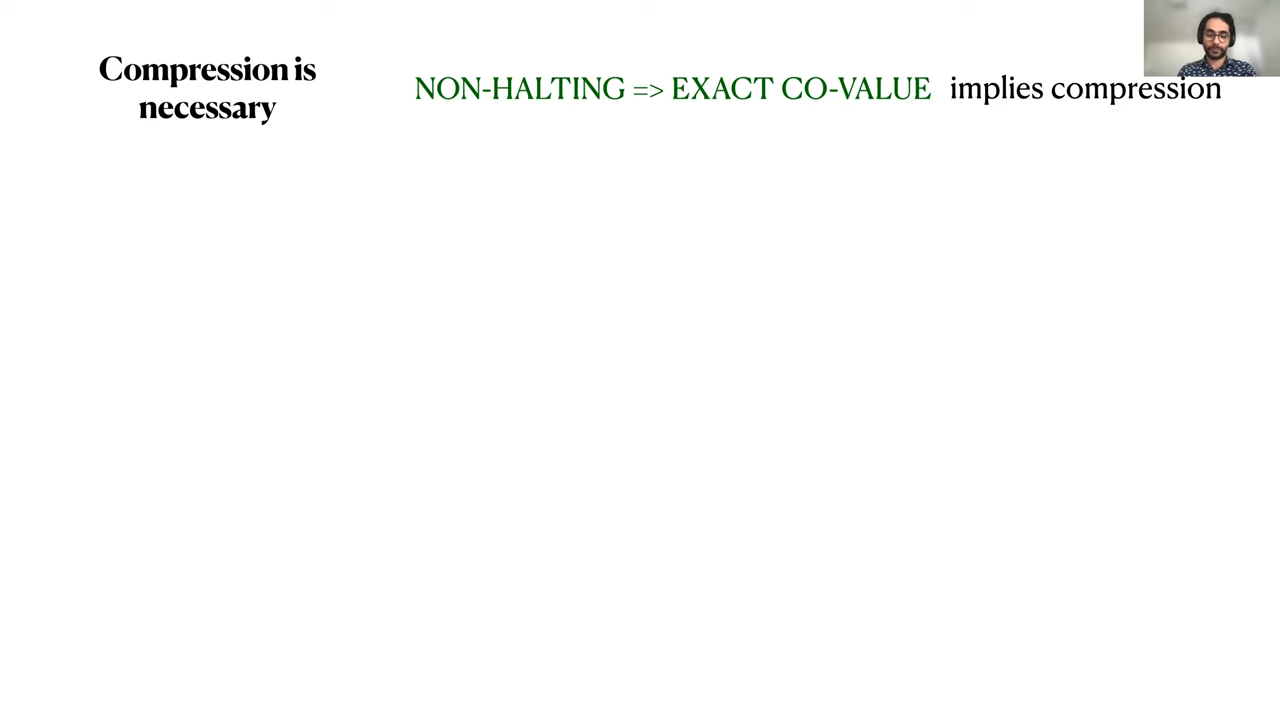 Compression is
necessary
NON-HALTING => EXACT CO-VALUE implies compression